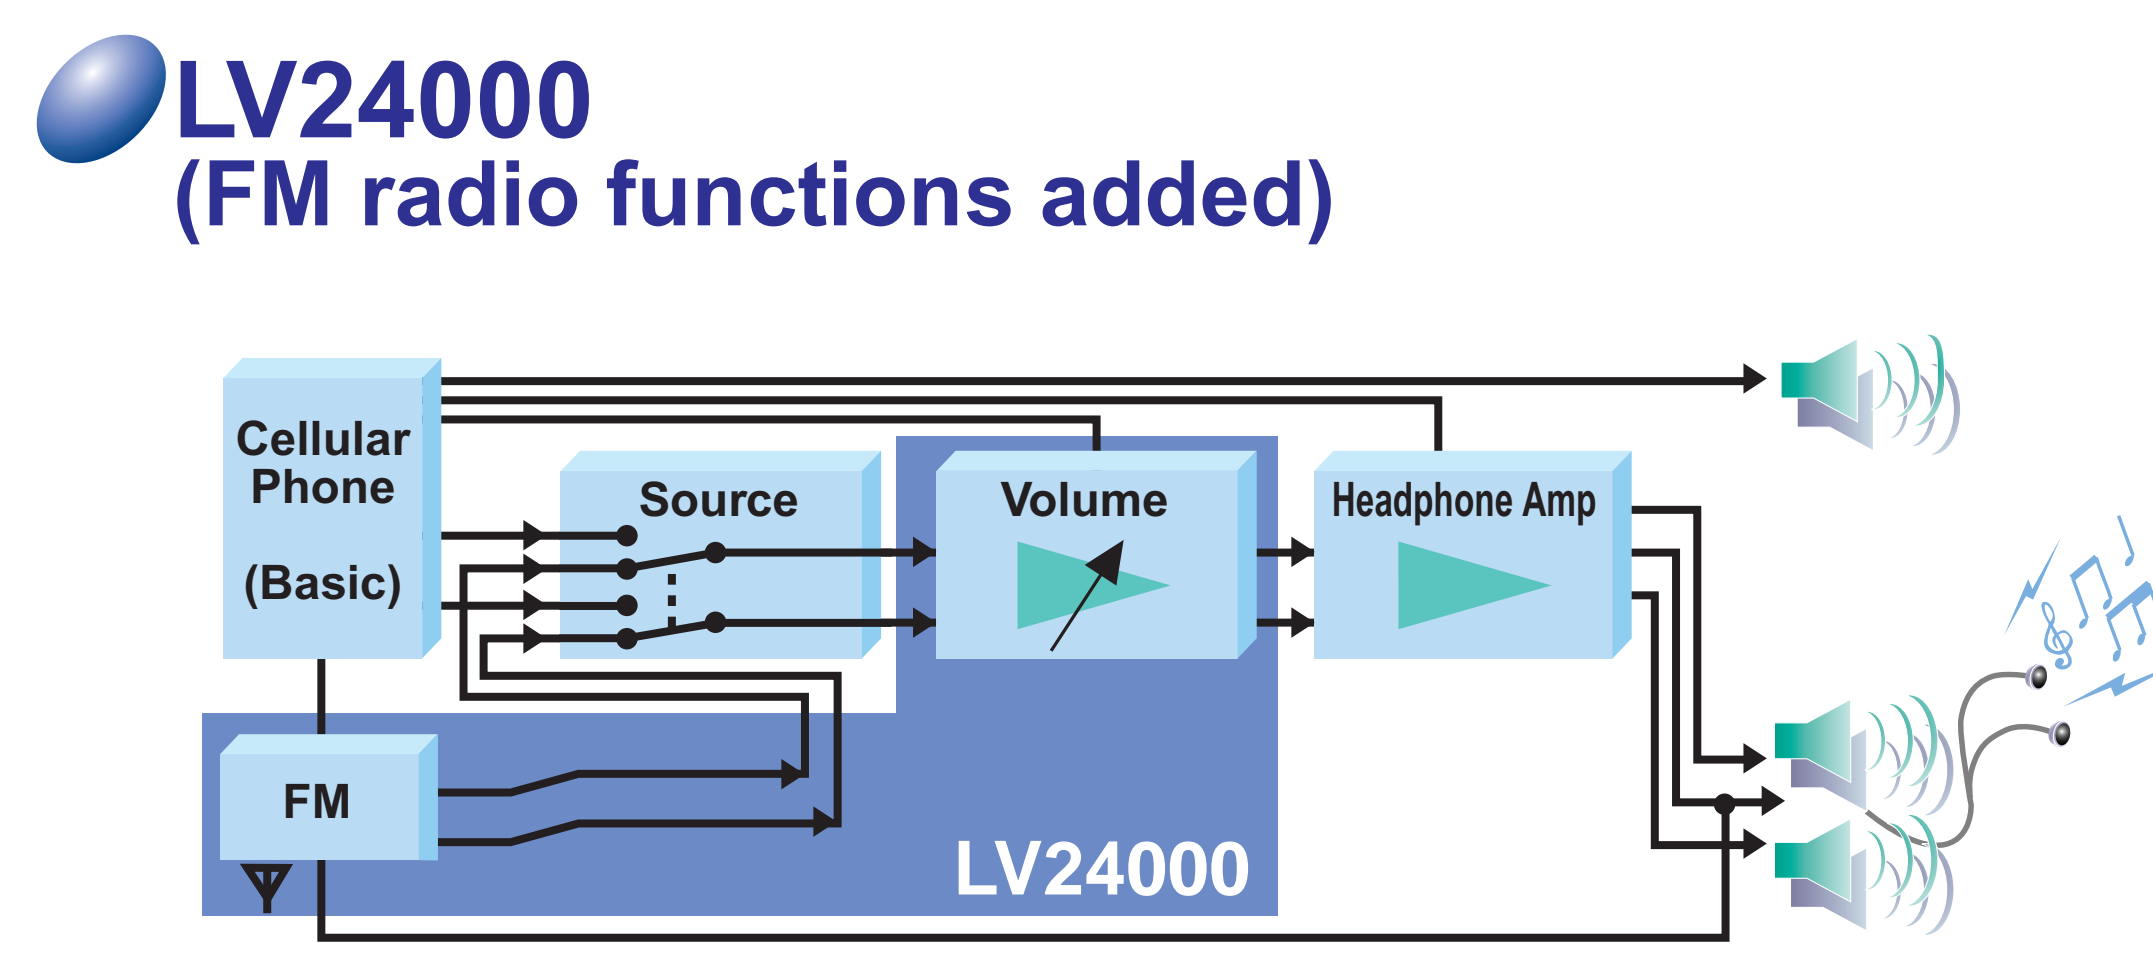 LV24000
(FM radio functions added)
Cellular
Phone
(Basic)
Source
Volume
Headphone Amp
FM
LV24000